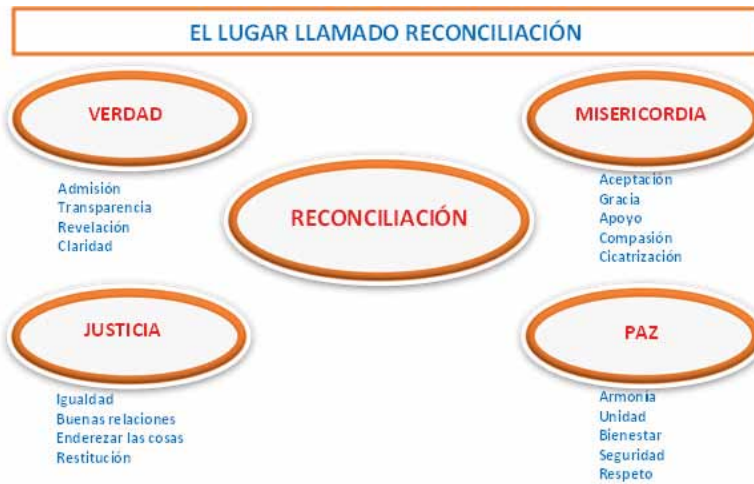 EL LUGAR LLAMADO RECONCILIACIÓN
VERDAD
Admisión
Transparencia
Revelación
Claridad
MISERICORDIA
Aceptación
Gracia
Apoyo
Compasión
Cicatrización
RECONCILIACIÓN
JUSTICIA
Igualdad
Buenas relaciones
Enderezar las cosas
Restitución
PAZ
Armonía
Unidad
Bienestar
Seguridad
Respeto